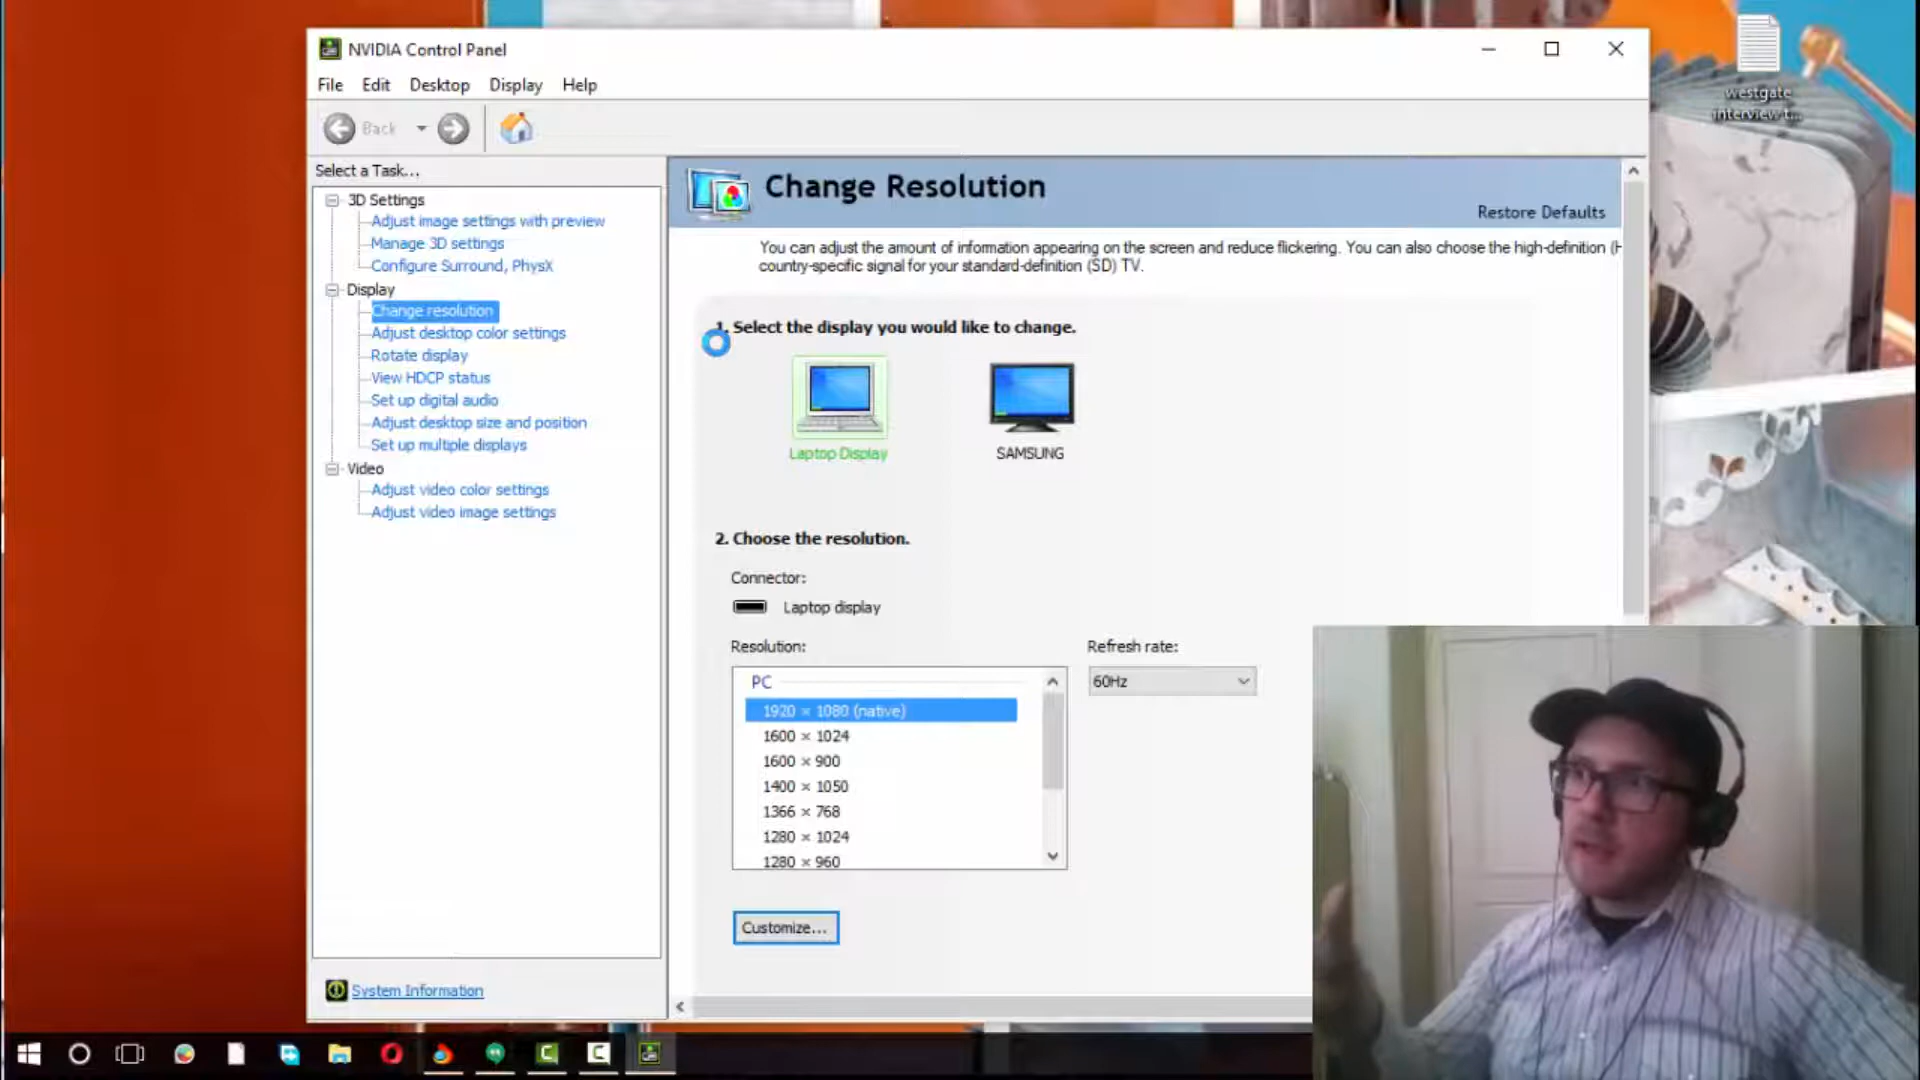 westgate
interview t...
NVIDIA Control Panel
File Edit Desktop Display Help
Back
Select a Task...
3D Settings
Adjust image settings with preview
Manage 3D settings
Configure Surround, PhysX
Display
Change resolution
Adjust desktop color settings
Rotate display
View HDCP status
Set up digital audio
Adjust desktop size and position
Set up multiple displays
Video
Adjust video color settings
Adjust video image settings
System Information
Change Resolution
Restore Defaults
You can adjust the amount of information appearing on the screen and reduce flickering. You can also choose the high-definition (H
country-specific signal for your standard-definition (SD) TV.
1. Select the display you would like to change.
Laptop Display SAMSUNG
2. Choose the resolution.
Connector:
Laptop display
Resolution:
Refresh rate:
PC
60Hz
1920 × 1080 (native)
1600 × 1024
1600 × 900
1400 × 1050
1366 × 768
1280 × 1024
1280 × 960
Customize...